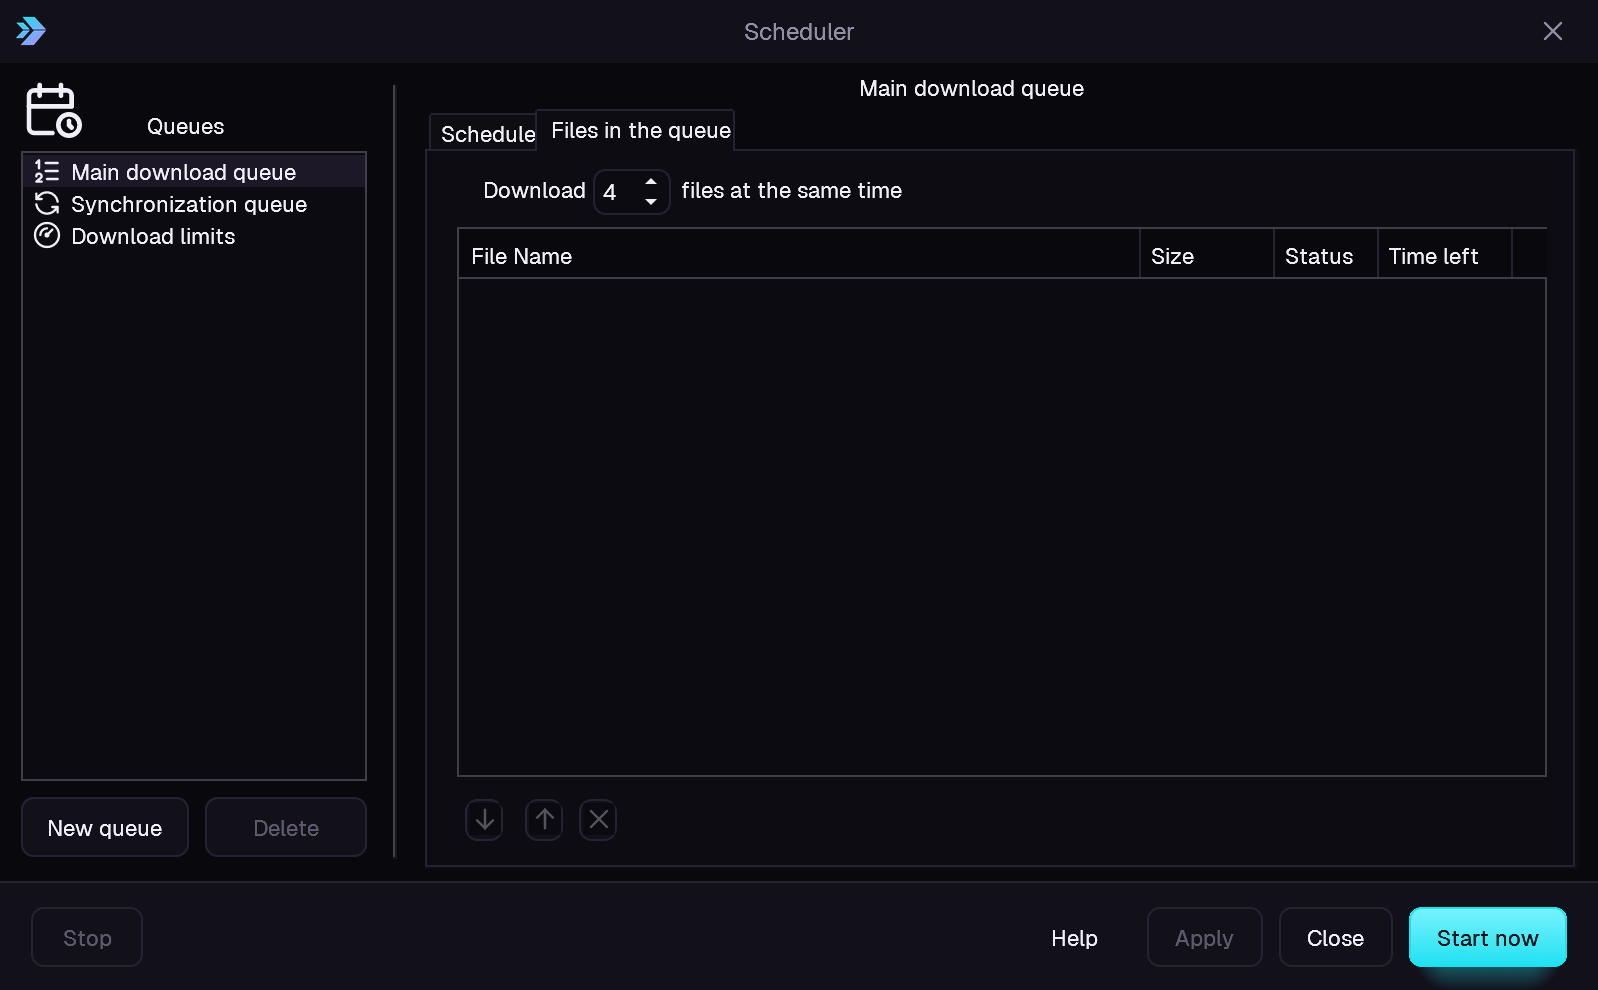 Scheduler
Main download queue
Queues
Main download queue
Synchronization queue
Download limits
New queue
Delete
Schedule
Files in the queue
Download 4 files at the same time
File Name Size Status Time left
Stop
Help
Apply
Close
Start now